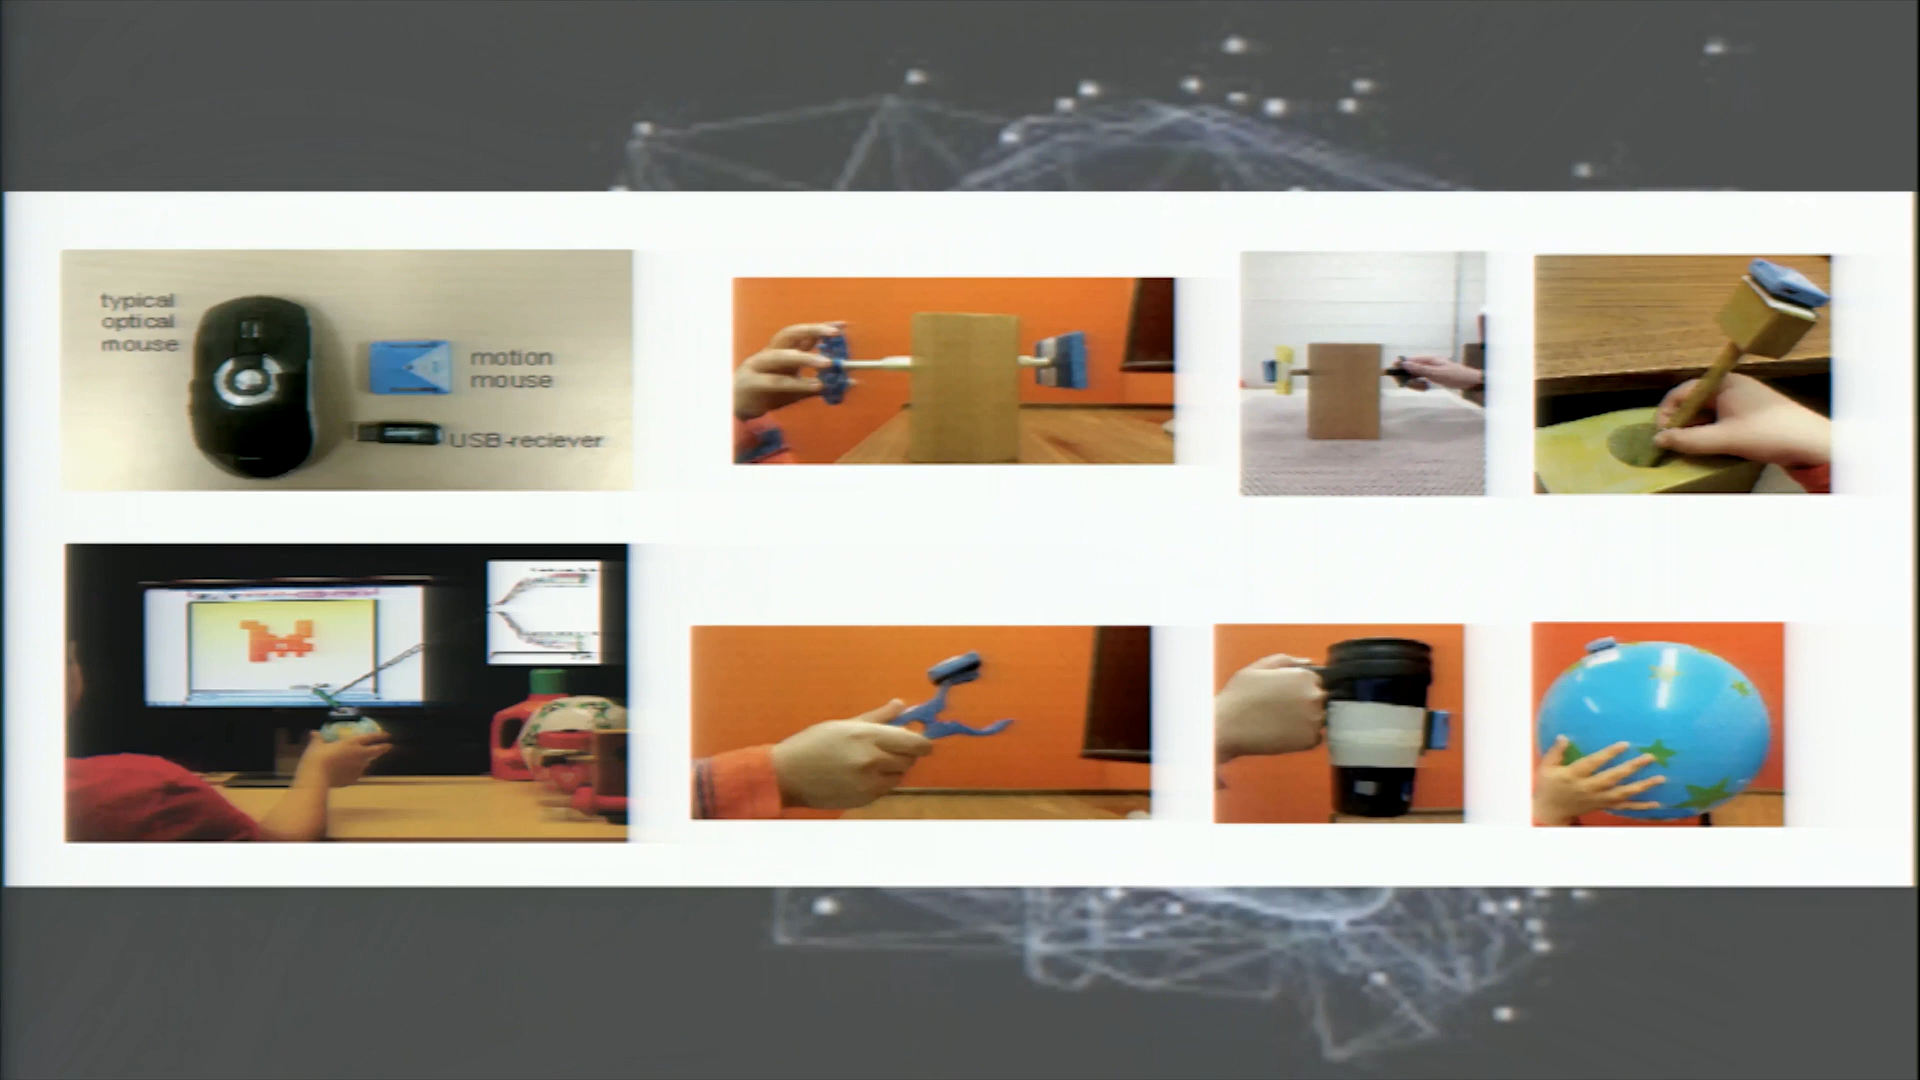 typical
optical
mouse
motion
mouse
USB-reciever